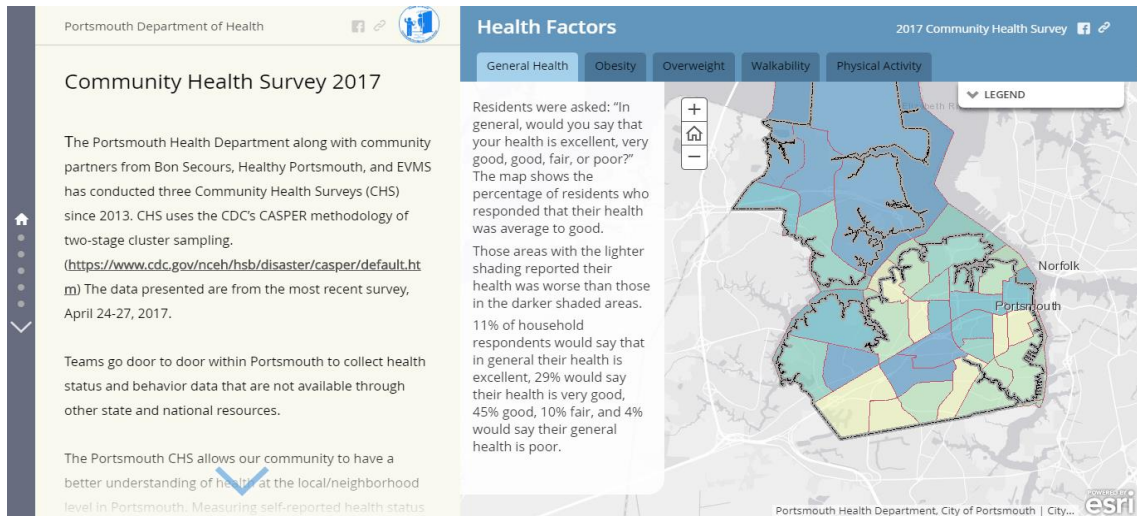 Portsmouth Department of Health
Community Health Survey 2017
The Portsmouth Health Department along with community
partners from Bon Secours, Healthy Portsmouth, and EVMS
has conducted three Community Health Surveys (CHS)
since 2013. CHS uses the CDC's CASPER methodology of
two-stage cluster sampling.
(https://www.cdc.gov/nceh/hsb/disaster/casper/default.ht
m) The data presented are from the most recent survey,
April 24-27, 2017.
Teams go door to door within Portsmouth to collect health
status and behavior data that are not available through
other state and national resources.
The Portsmouth CHS allows our community to have a
better understanding of health at the local/neighborhood
level in Portsmouth. Measuring self-reported health status
Health Factors
2017 Community Health Survey
General Health
Obesity
Overweight
Walkability
Physical Activity
Residents were asked: “In
general, would you say that
your health is excellent, very
good, good, fair, or poor?”
The map shows the
percentage of residents who
responded that their health
was average to good.
Those areas with the lighter
shading reported their
health was worse than those
in the darker shaded areas.
11% of household
respondents would say that
in general their health is
excellent, 29% would say
their health is very good,
45% good, 10% fair, and 4%
would say their general
health is poor.
+
−
LEGEND
Norfolk
Portsmouth
Portsmouth Health Department, City of Portsmouth | City...
POWERED BY
esri